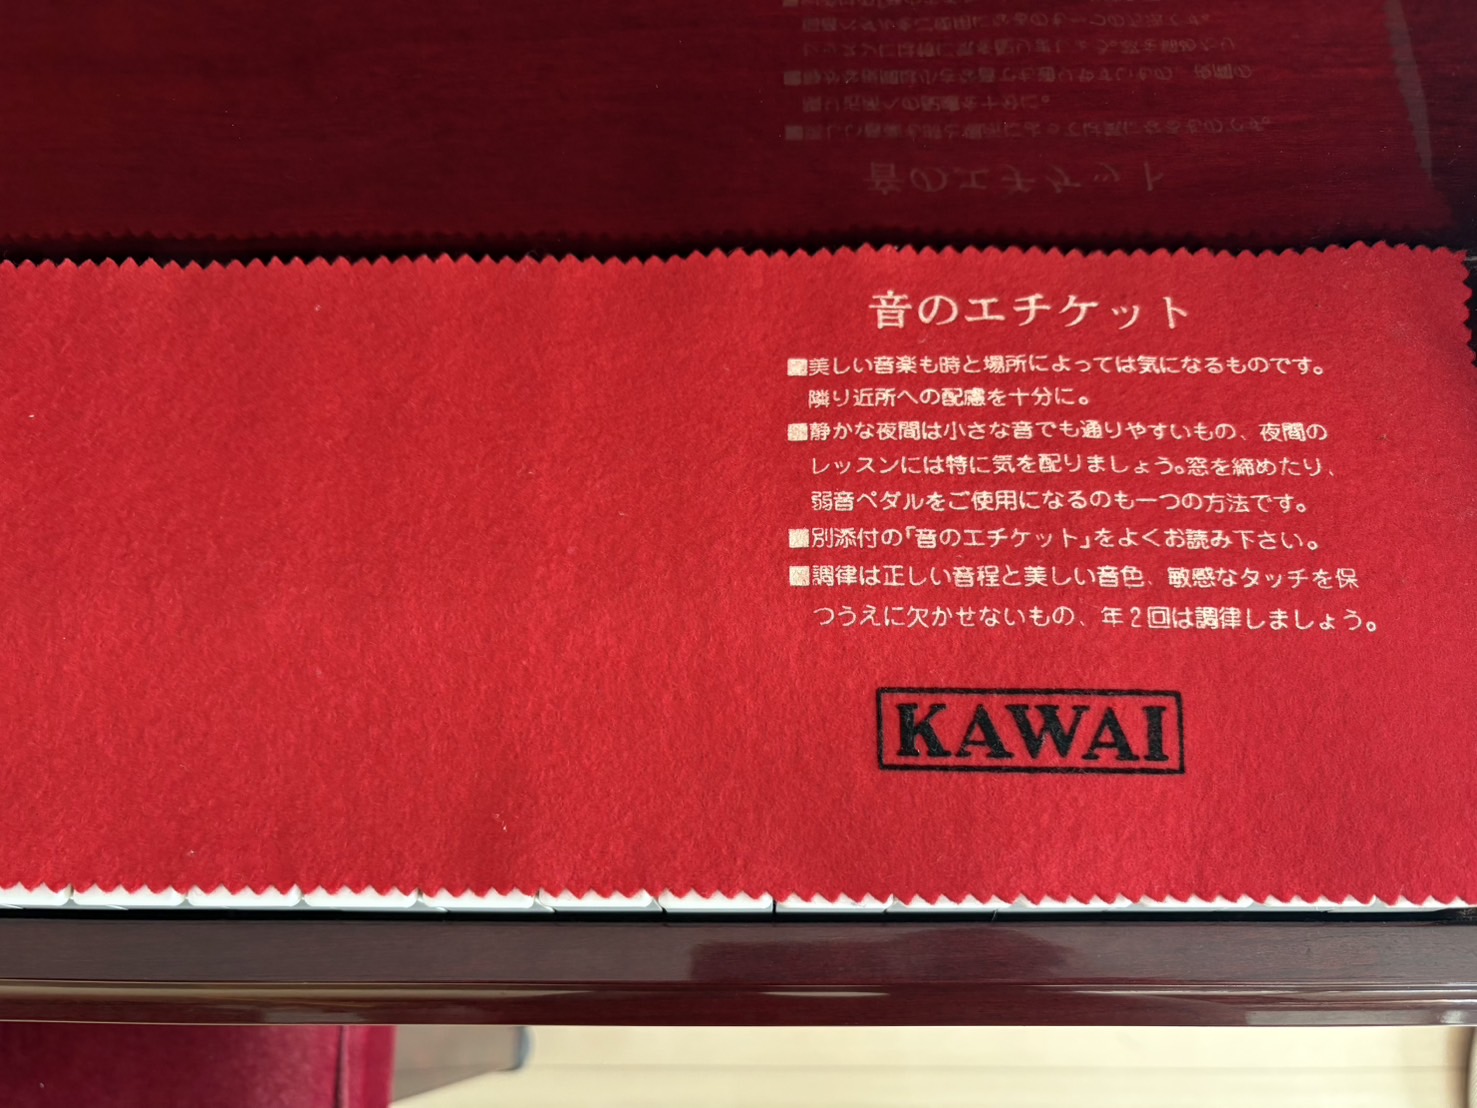 音のエチケット
■美しい音楽も時と場所によっては気になるものです。
隣り近所への配慮を十分に。
■静かな夜間は小さな音でも通りやすいもの、夜間の
レッスンには特に気を配りましょう。窓を締めたり、
弱音ペダルをご使用になるのも一つの方法です。
■別添付の「音のエチケット」をよくお読み下さい。
■調律は正しい音程と美しい音色、敏感なタッチを保
つうえに欠かせないもの、年2回は調律しましょう。
KAWAI